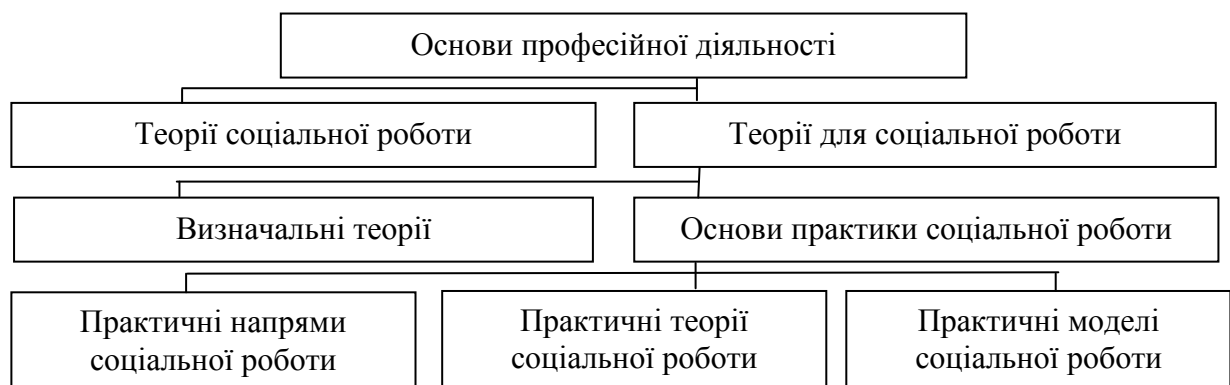 Основи професійної діяльності
Теорії соціальної роботи
Теорії для соціальної роботи
Визначальні теорії
Основи практики соціальної роботи
Практичні напрями
соціальної роботи
Практичні теорії
соціальної роботи
Практичні моделі
соціальної роботи